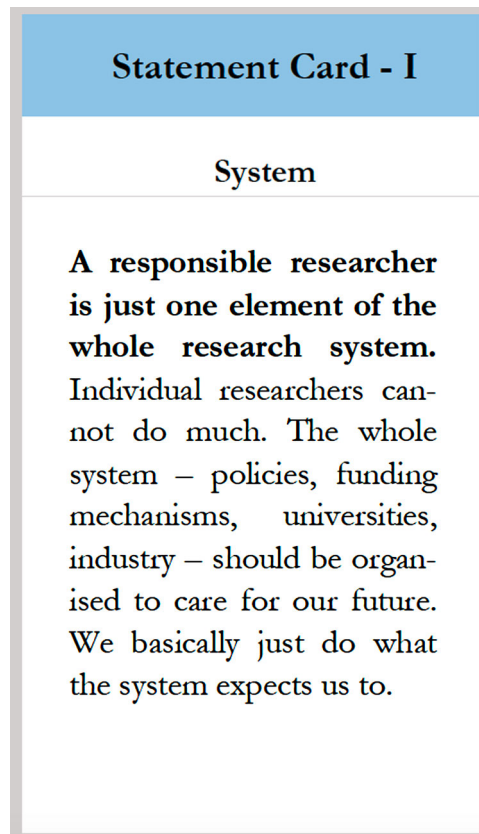 Statement Card - I
System
A responsible researcher
is just one element of the
whole research system.
Individual researchers can-
not do much. The whole
system – policies, funding
mechanisms, universities,
industry – should be organ-
ised to care for our future.
We basically just do what
the system expects us to.